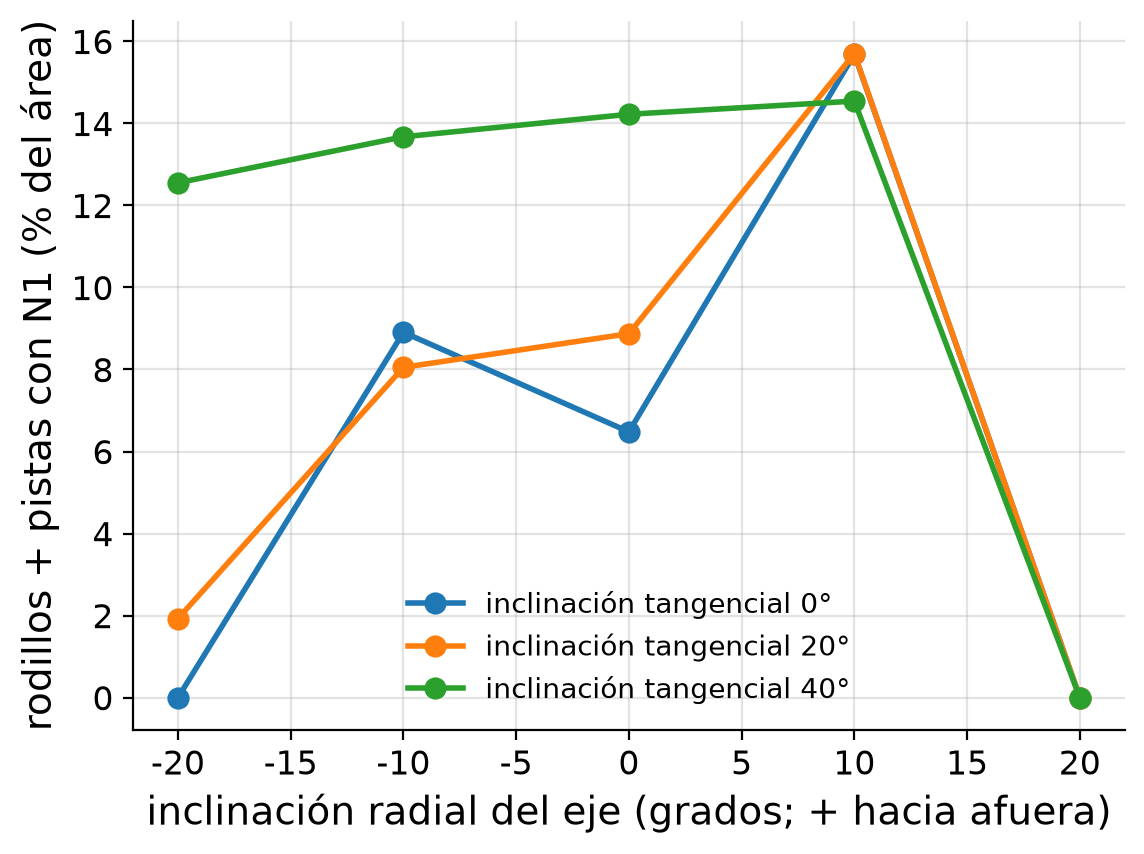 rodillos + pistas con N1 (% del área)
16
14
12
10
8
6
4
2
0
inclinación tangencial 0°
inclinación tangencial 20°
inclinación tangencial 40°
-20 -15 -10 -5 0 5 10 15 20
inclinación radial del eje (grados; + hacia afuera)